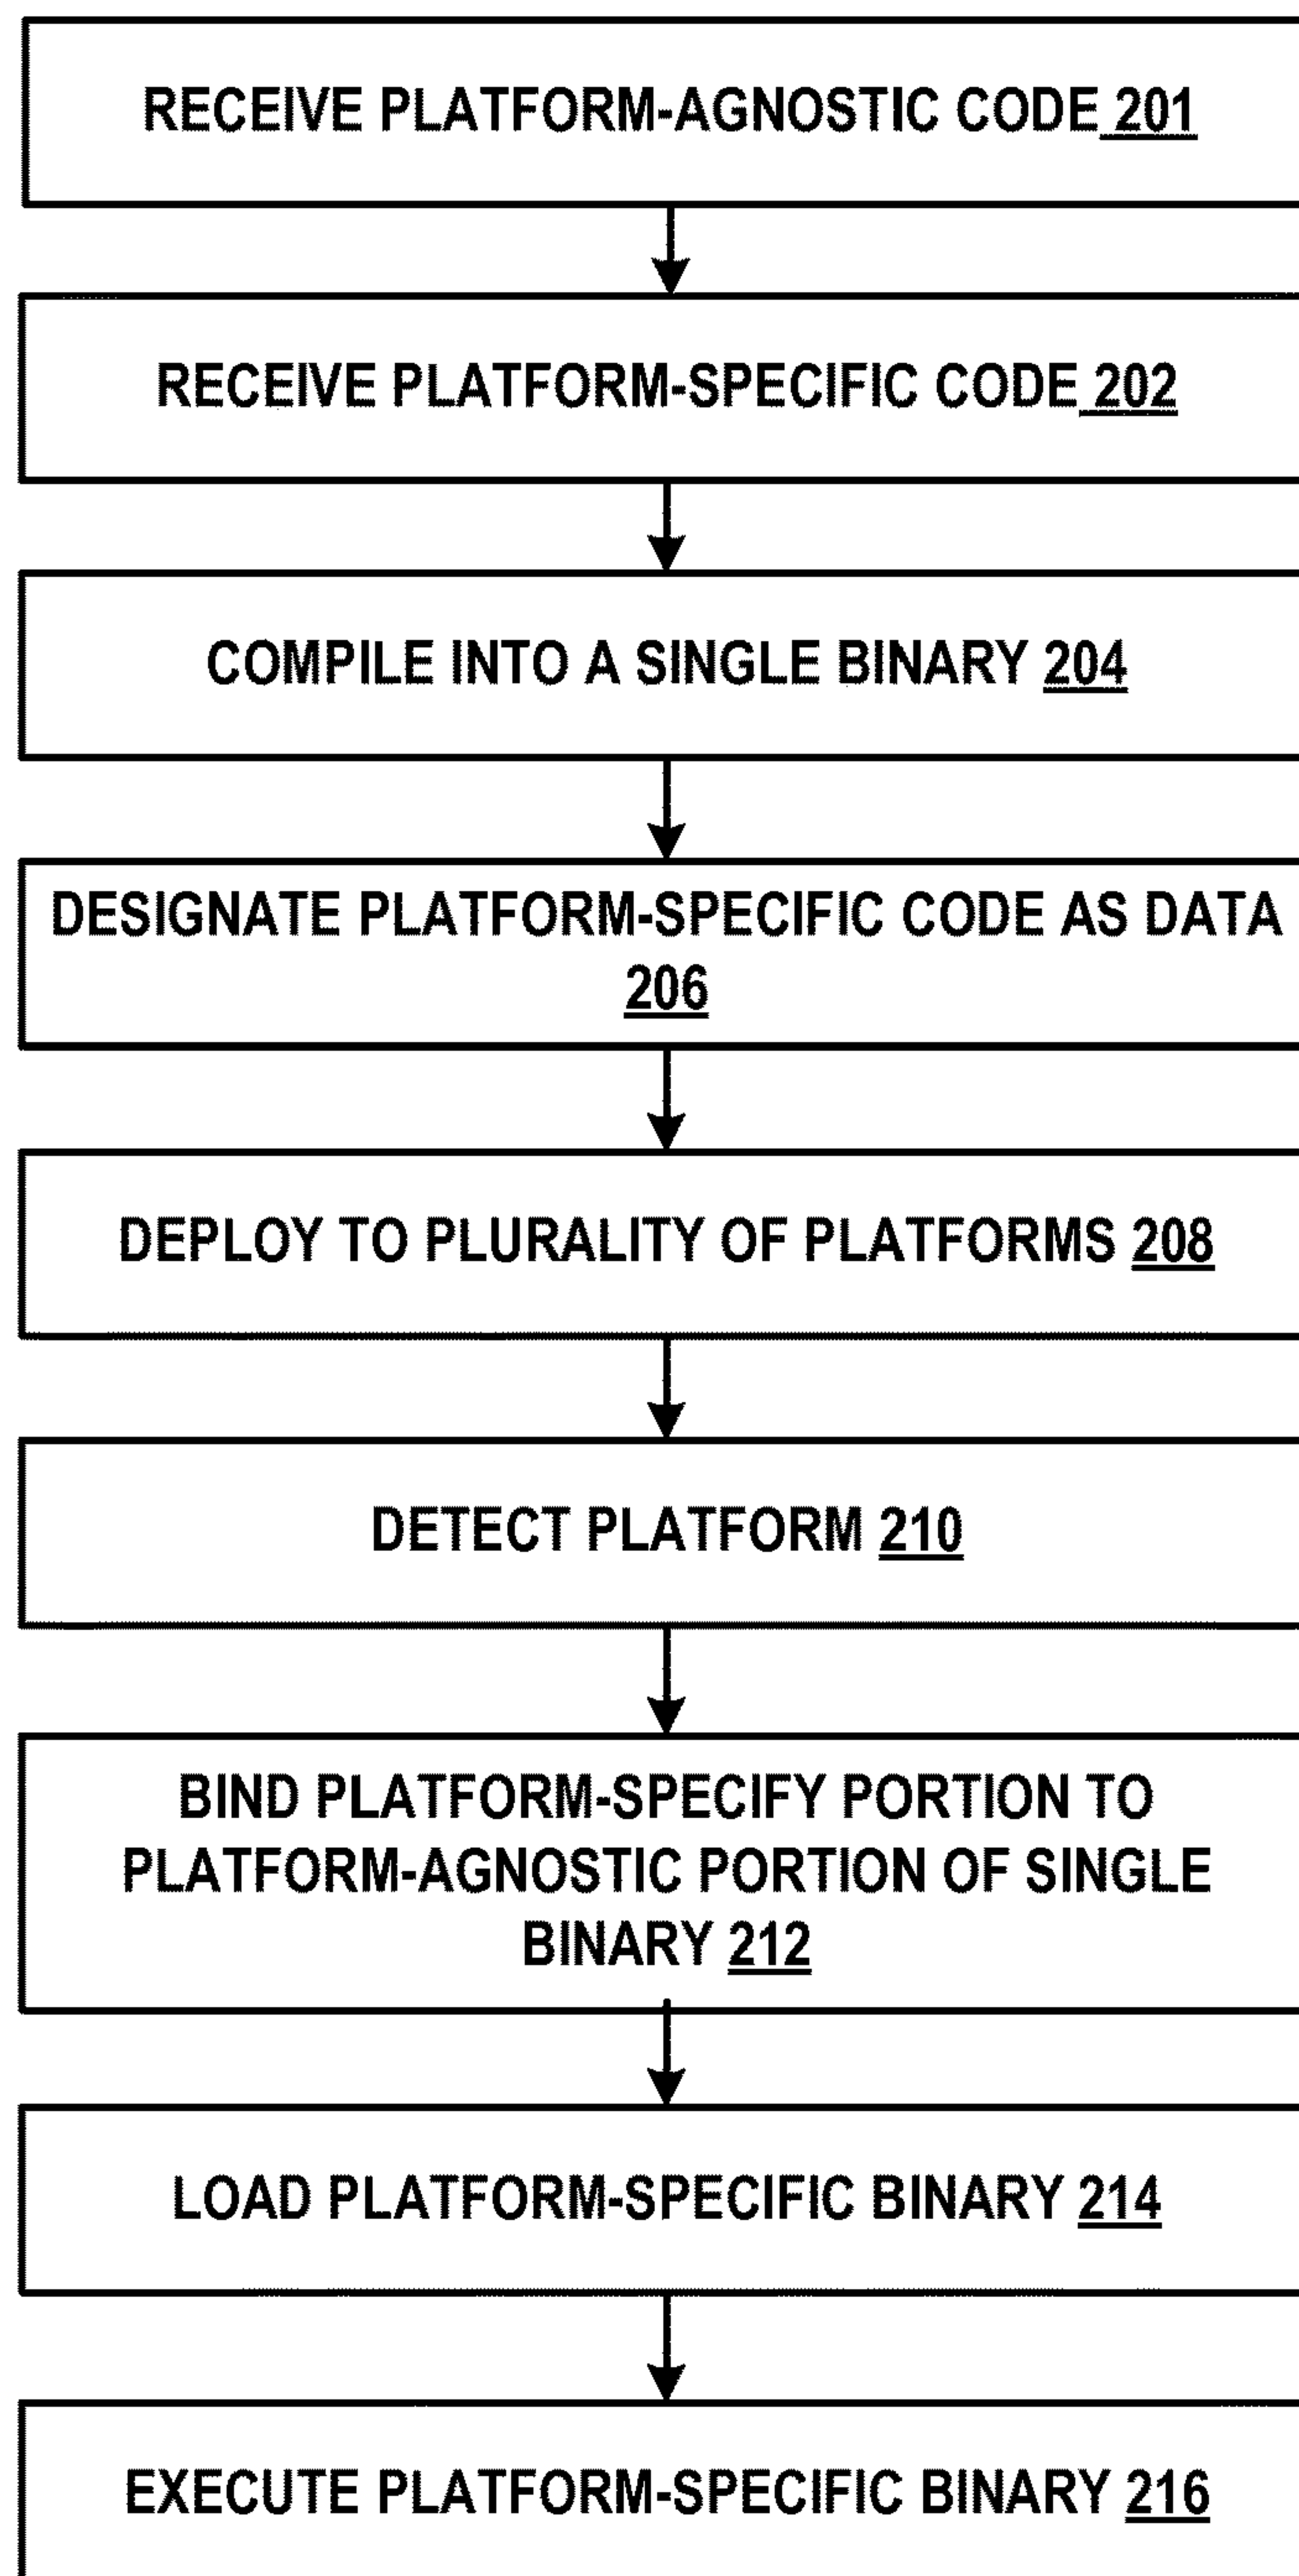 RECEIVE PLATFORM-AGNOSTIC CODE 201
RECEIVE PLATFORM-SPECIFIC CODE 202
COMPILE INTO A SINGLE BINARY 204
DESIGNATE PLATFORM-SPECIFIC CODE AS DATA
206
DEPLOY TO PLURALITY OF PLATFORMS 208
DETECT PLATFORM 210
BIND PLATFORM-SPECIFY PORTION TO
PLATFORM-AGNOSTIC PORTION OF SINGLE
BINARY 212
LOAD PLATFORM-SPECIFIC BINARY 214
EXECUTE PLATFORM-SPECIFIC BINARY 216